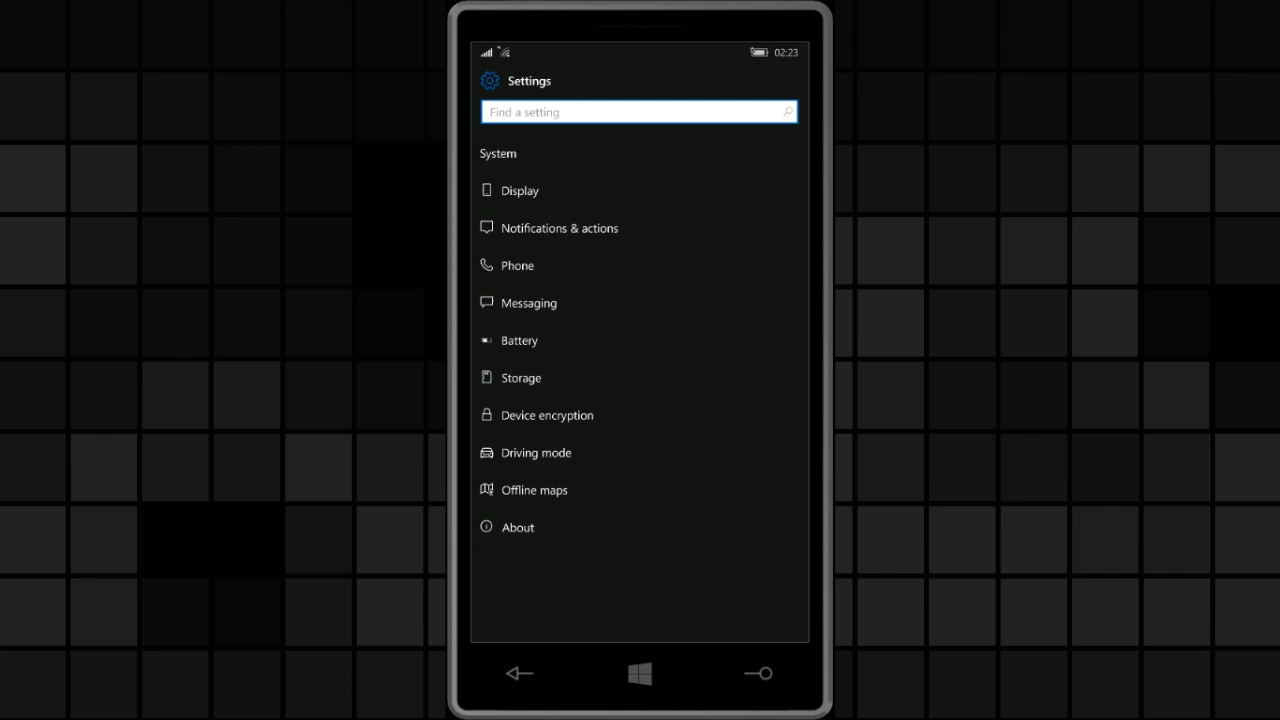 02:23
Settings
Find a setting
System
Display
Notifications & actions
Phone
Messaging
Battery
Storage
Device encryption
Driving mode
Offline maps
About